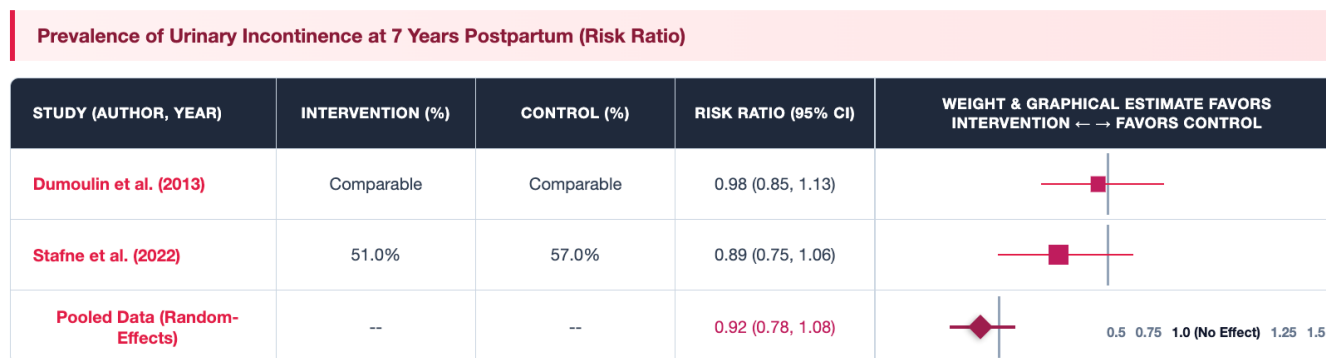 Prevalence of Urinary Incontinence at 7 Years Postpartum (Risk Ratio)
STUDY (AUTHOR, YEAR) INTERVENTION (%) CONTROL (%) RISK RATIO (95% CI) WEIGHT & GRAPHICAL ESTIMATE FAVORS
INTERVENTION ← → FAVORS CONTROL
Dumoulin et al. (2013) Comparable Comparable 0.98 (0.85, 1.13)
Stafne et al. (2022) 51.0% 57.0% 0.89 (0.75, 1.06)
Pooled Data (Random-
Effects) -- -- 0.92 (0.78, 1.08) 0.5 0.75 1.0 (No Effect) 1.25 1.5